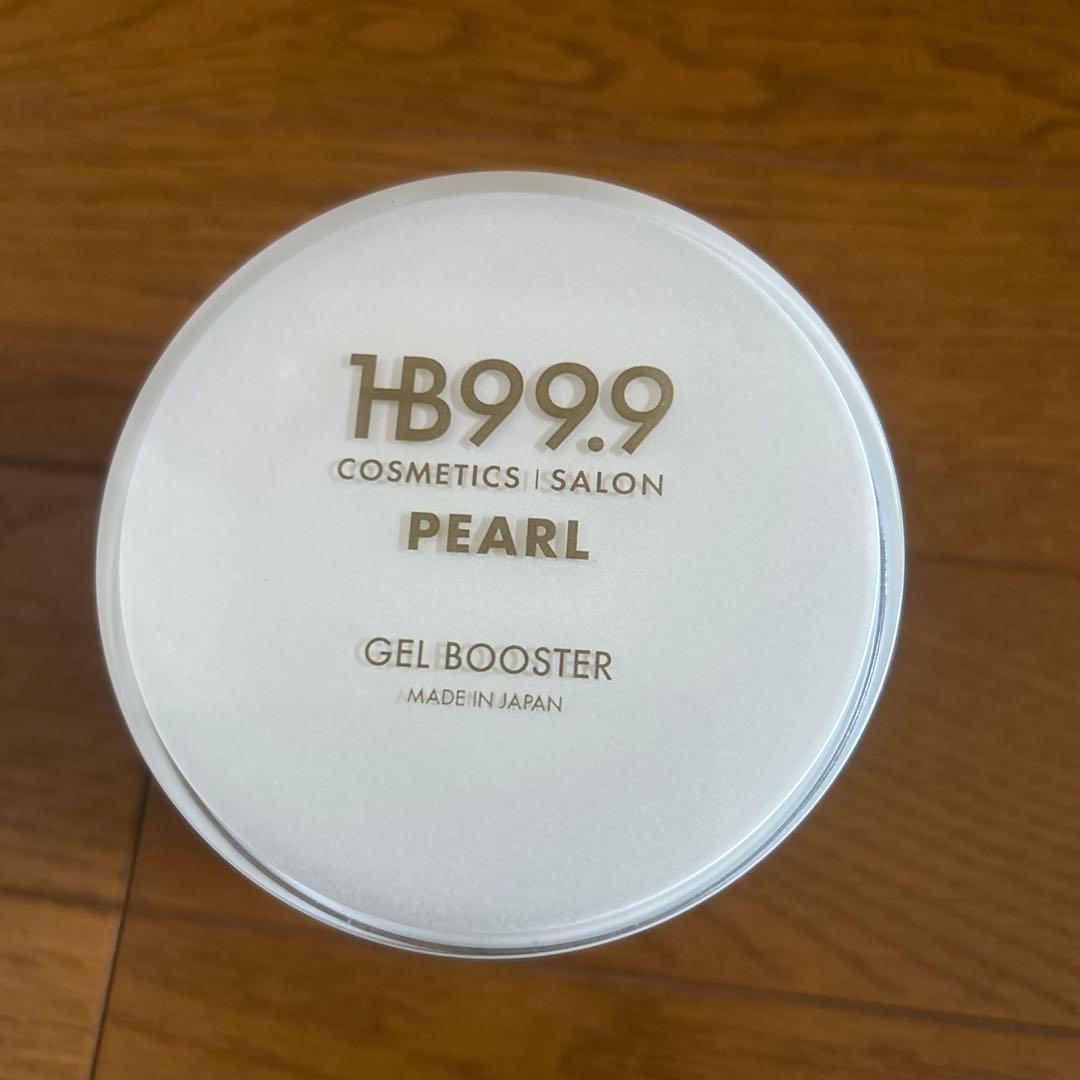 HB99.9
COSMETICS | SALON
PEARL
GEL BOOSTER
MADE IN JAPAN